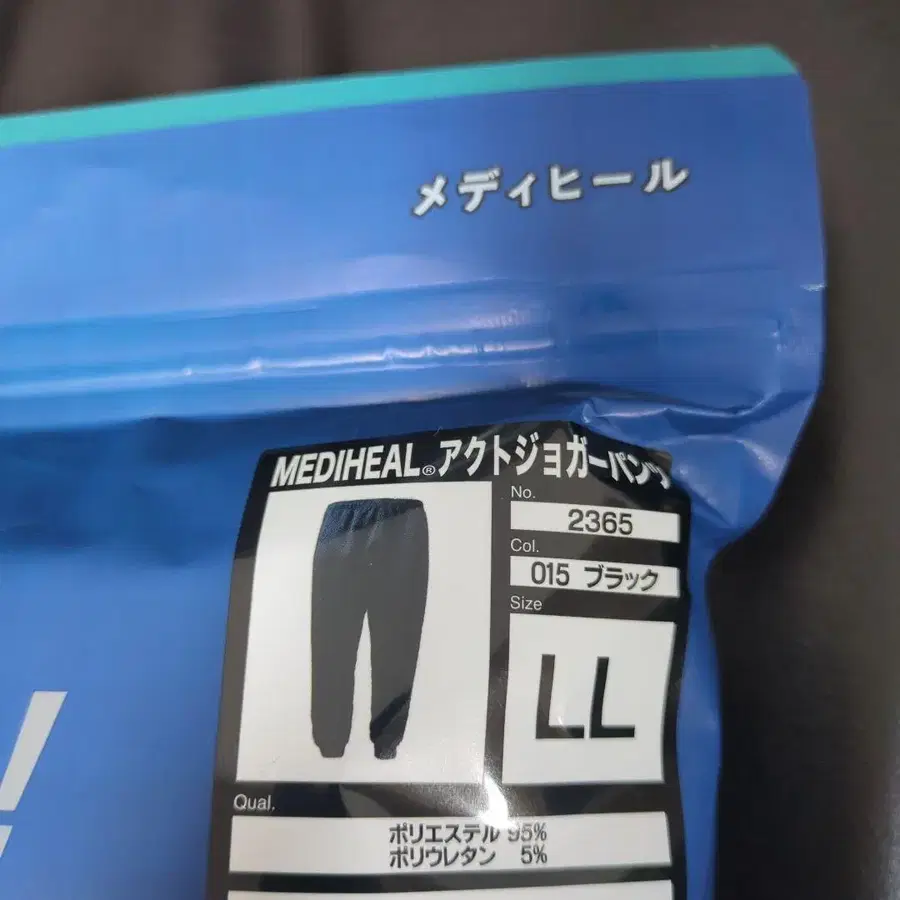 メディヒール
MEDIHEAL®アクトジョガーパンツ
No.
2365
Col.
015 ブラック
Size
LL
Qual.
ポリエステル 95%
ポリウレタン 5%
!